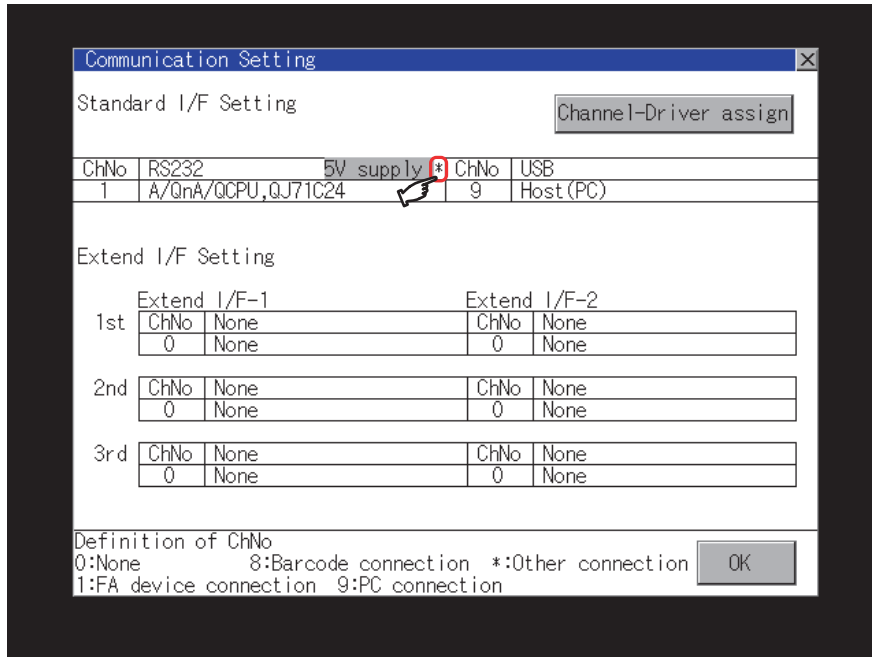 Communication Setting
Standard I/F Setting
Channel-Driver assign
ChNo RS232 5V supply * ChNo USB
1 A/QnA/QCPU,QJ71C24 9 Host(PC)
Extend I/F Setting
Extend I/F-1 Extend I/F-2
1st ChNo None ChNo None
0 None 0 None
2nd ChNo None ChNo None
0 None 0 None
3rd ChNo None ChNo None
0 None 0 None
Definition of ChNo
0:None 8:Barcode connection *:Other connection
1:FA device connection 9:PC connection
OK